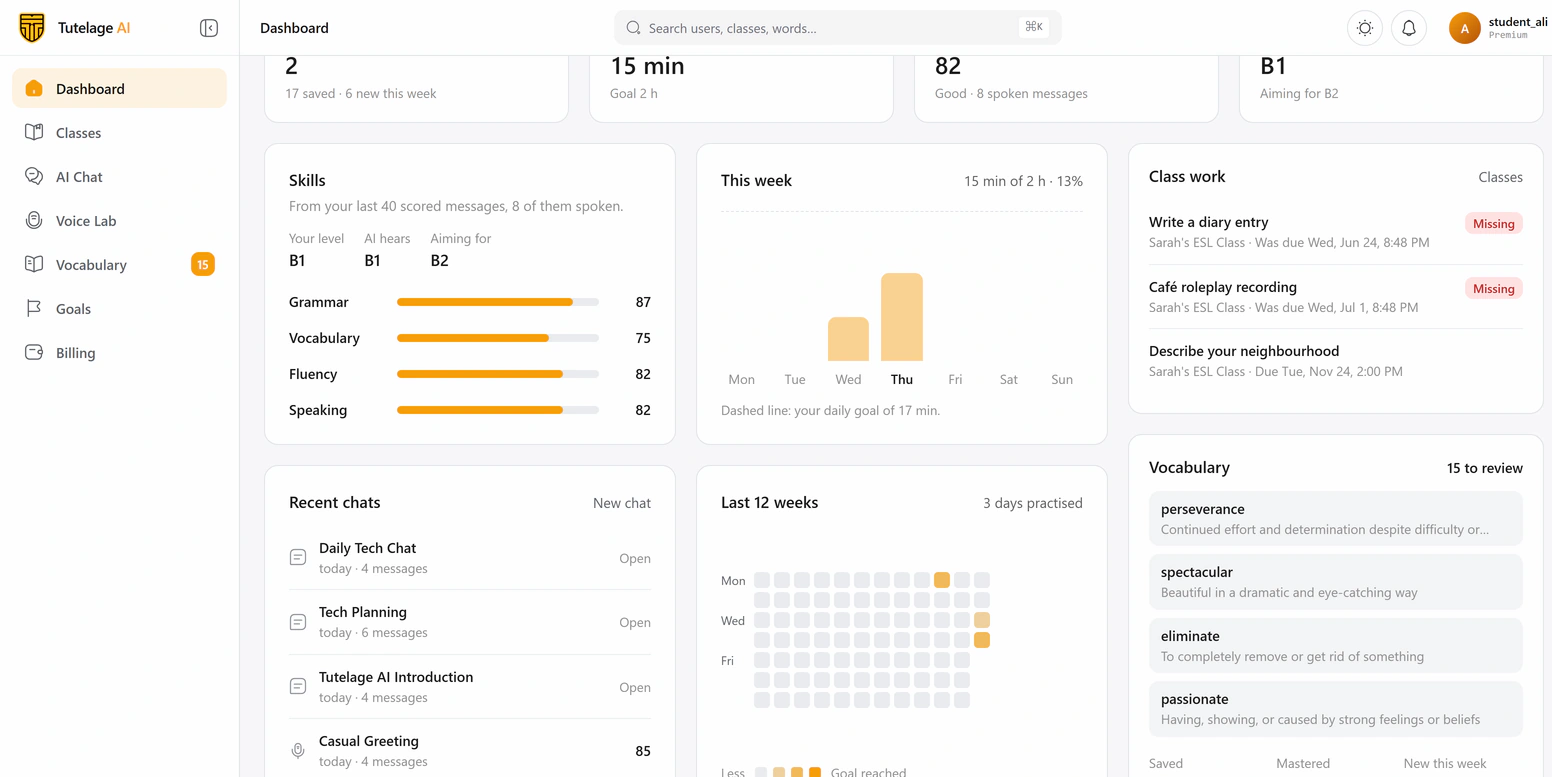 Tutelage AI
Dashboard
Search users, classes, words...
⌘K
A
student_ali
Premium
Dashboard
Classes
AI Chat
Voice Lab
Vocabulary
15
Goals
Billing
2
17 saved · 6 new this week
15 min
Goal 2 h
82
Good · 8 spoken messages
B1
Aiming for B2
Skills
From your last 40 scored messages, 8 of them spoken.
Your level AI hears Aiming for
B1 B1 B2
Grammar 87
Vocabulary 75
Fluency 82
Speaking 82
This week 15 min of 2 h · 13%
Mon Tue Wed Thu Fri Sat Sun
Dashed line: your daily goal of 17 min.
Class work Classes
Write a diary entry Missing
Sarah's ESL Class · Was due Wed, Jun 24, 8:48 PM
Café roleplay recording Missing
Sarah's ESL Class · Was due Wed, Jul 1, 8:48 PM
Describe your neighbourhood
Sarah's ESL Class · Due Tue, Nov 24, 2:00 PM
Recent chats New chat
Daily Tech Chat
today · 4 messages Open
Tech Planning
today · 6 messages Open
Tutelage AI Introduction
today · 4 messages Open
Casual Greeting
today · 4 messages 85
Last 12 weeks 3 days practised
Mon
Wed
Fri
Less Goal reached
Vocabulary 15 to review
perseverance
Continued effort and determination despite difficulty or...
spectacular
Beautiful in a dramatic and eye-catching way
eliminate
To completely remove or get rid of something
passionate
Having, showing, or caused by strong feelings or beliefs
Saved Mastered New this week